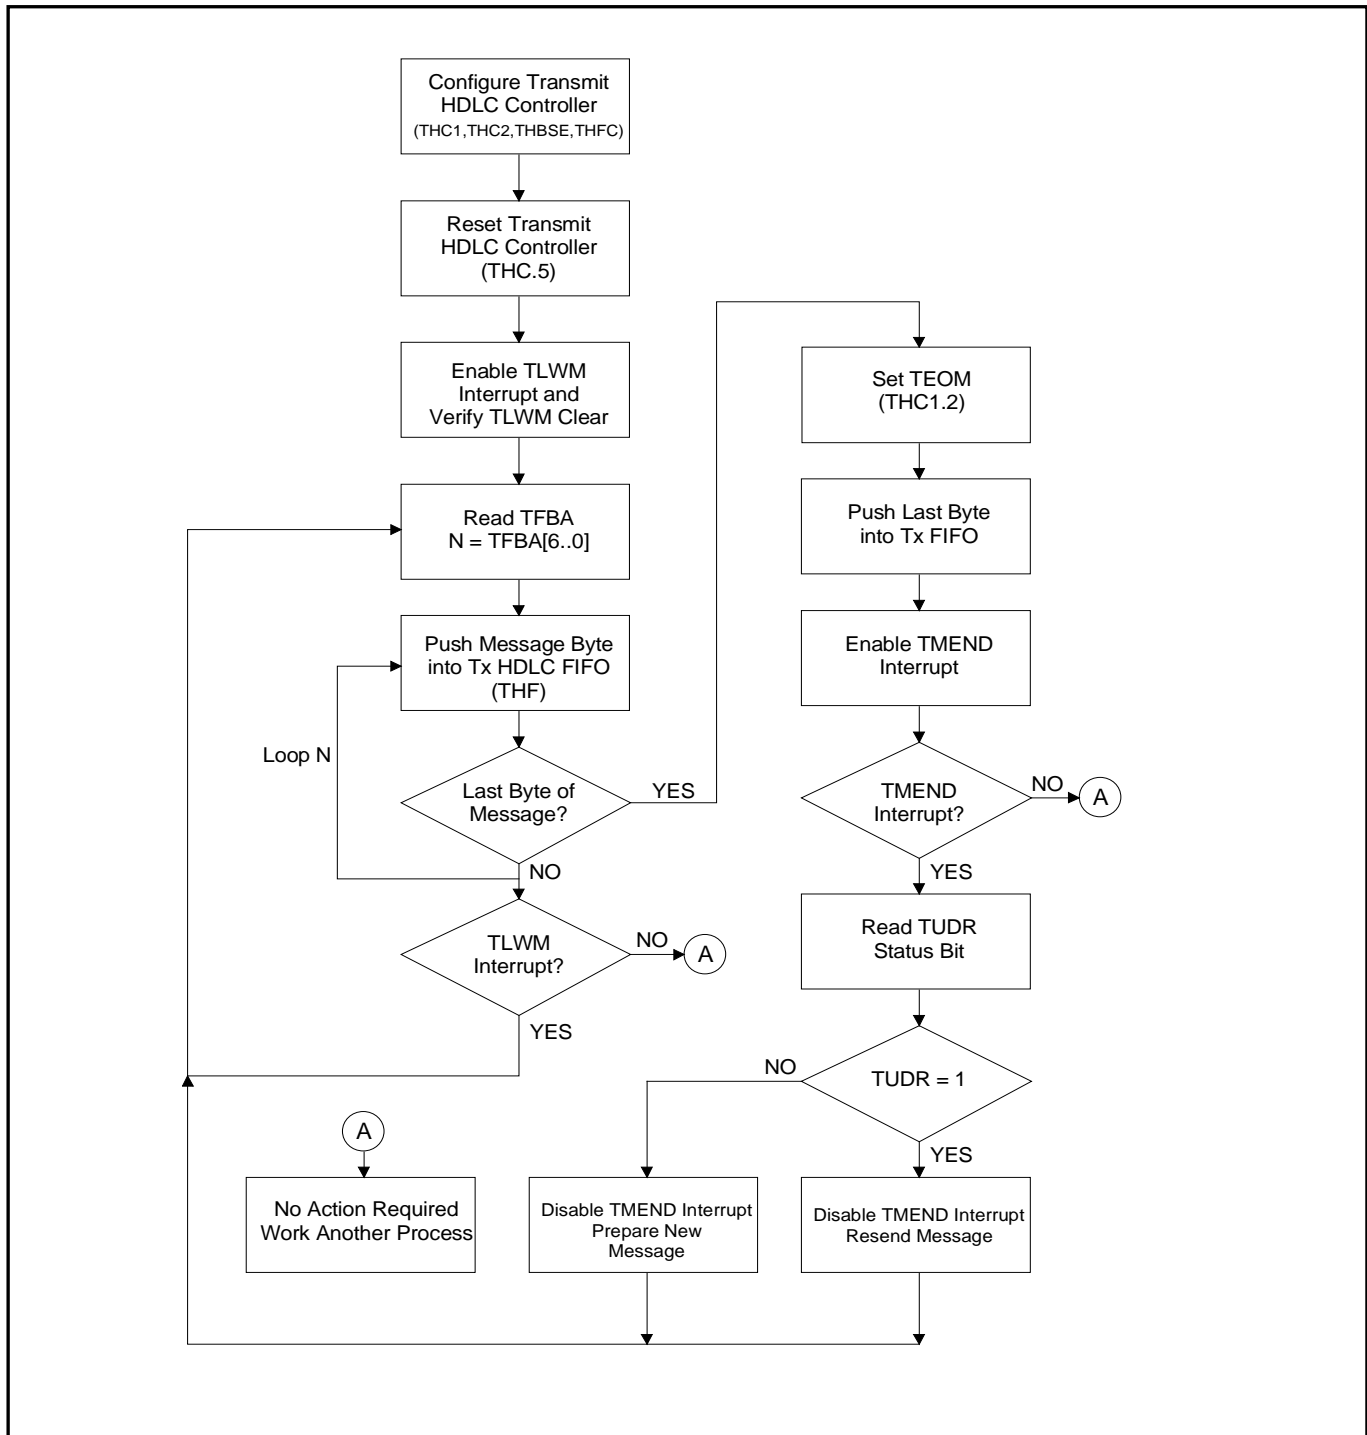 Configure Transmit
HDLC Controller
(THC1,THC2,THBSE,THFC)
Reset Transmit
HDLC Controller
(THC.5)
Enable TLWM
Interrupt and
Verify TLWM Clear
Read TFBA
N = TFBA[6..0]
Push Message Byte
into Tx HDLC FIFO
(THF)
Loop N
Last Byte of
Message?
YES
NO
TLWM
Interrupt?
NO
A
YES
Set TEOM
(THC1.2)
Push Last Byte
into Tx FIFO
Enable TMEND
Interrupt
TMEND
Interrupt?
NO
A
YES
Read TUDR
Status Bit
TUDR = 1
NO
YES
A
No Action Required
Work Another Process
Disable TMEND Interrupt
Prepare New
Message
Disable TMEND Interrupt
Resend Message